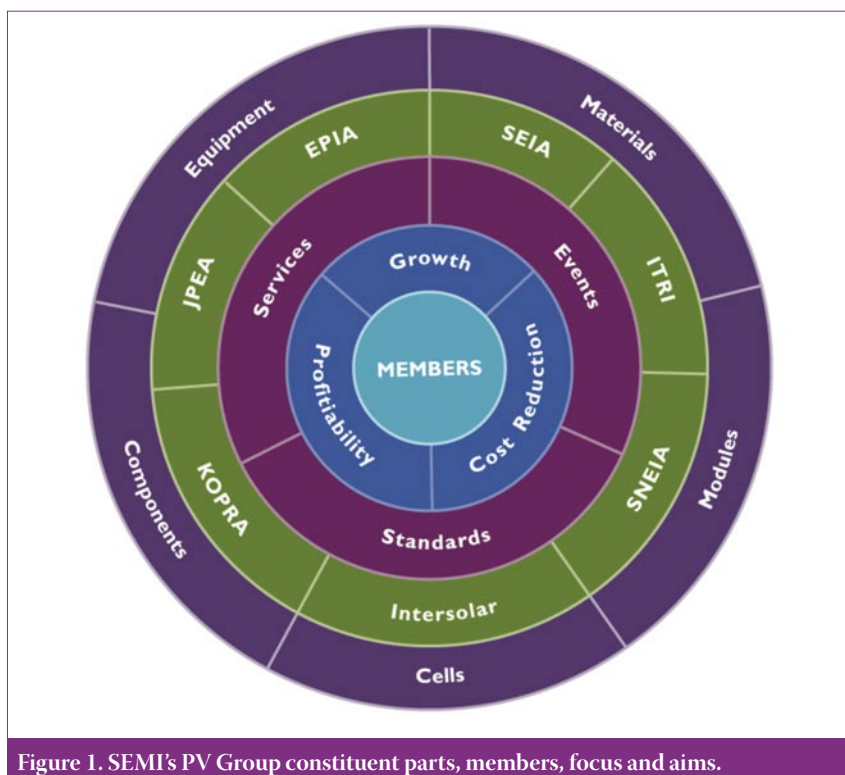 Equipment
Materials
EPIA
SEIA
JPEA
ITRI
Services
Events
Growth
MEMBERS
Profitiability
Cost Reduction
Components
Modules
KOPRA
SNEIA
Standards
Intersolar
Cells
Figure 1. SEMI's PV Group constituent parts, members, focus and aims.